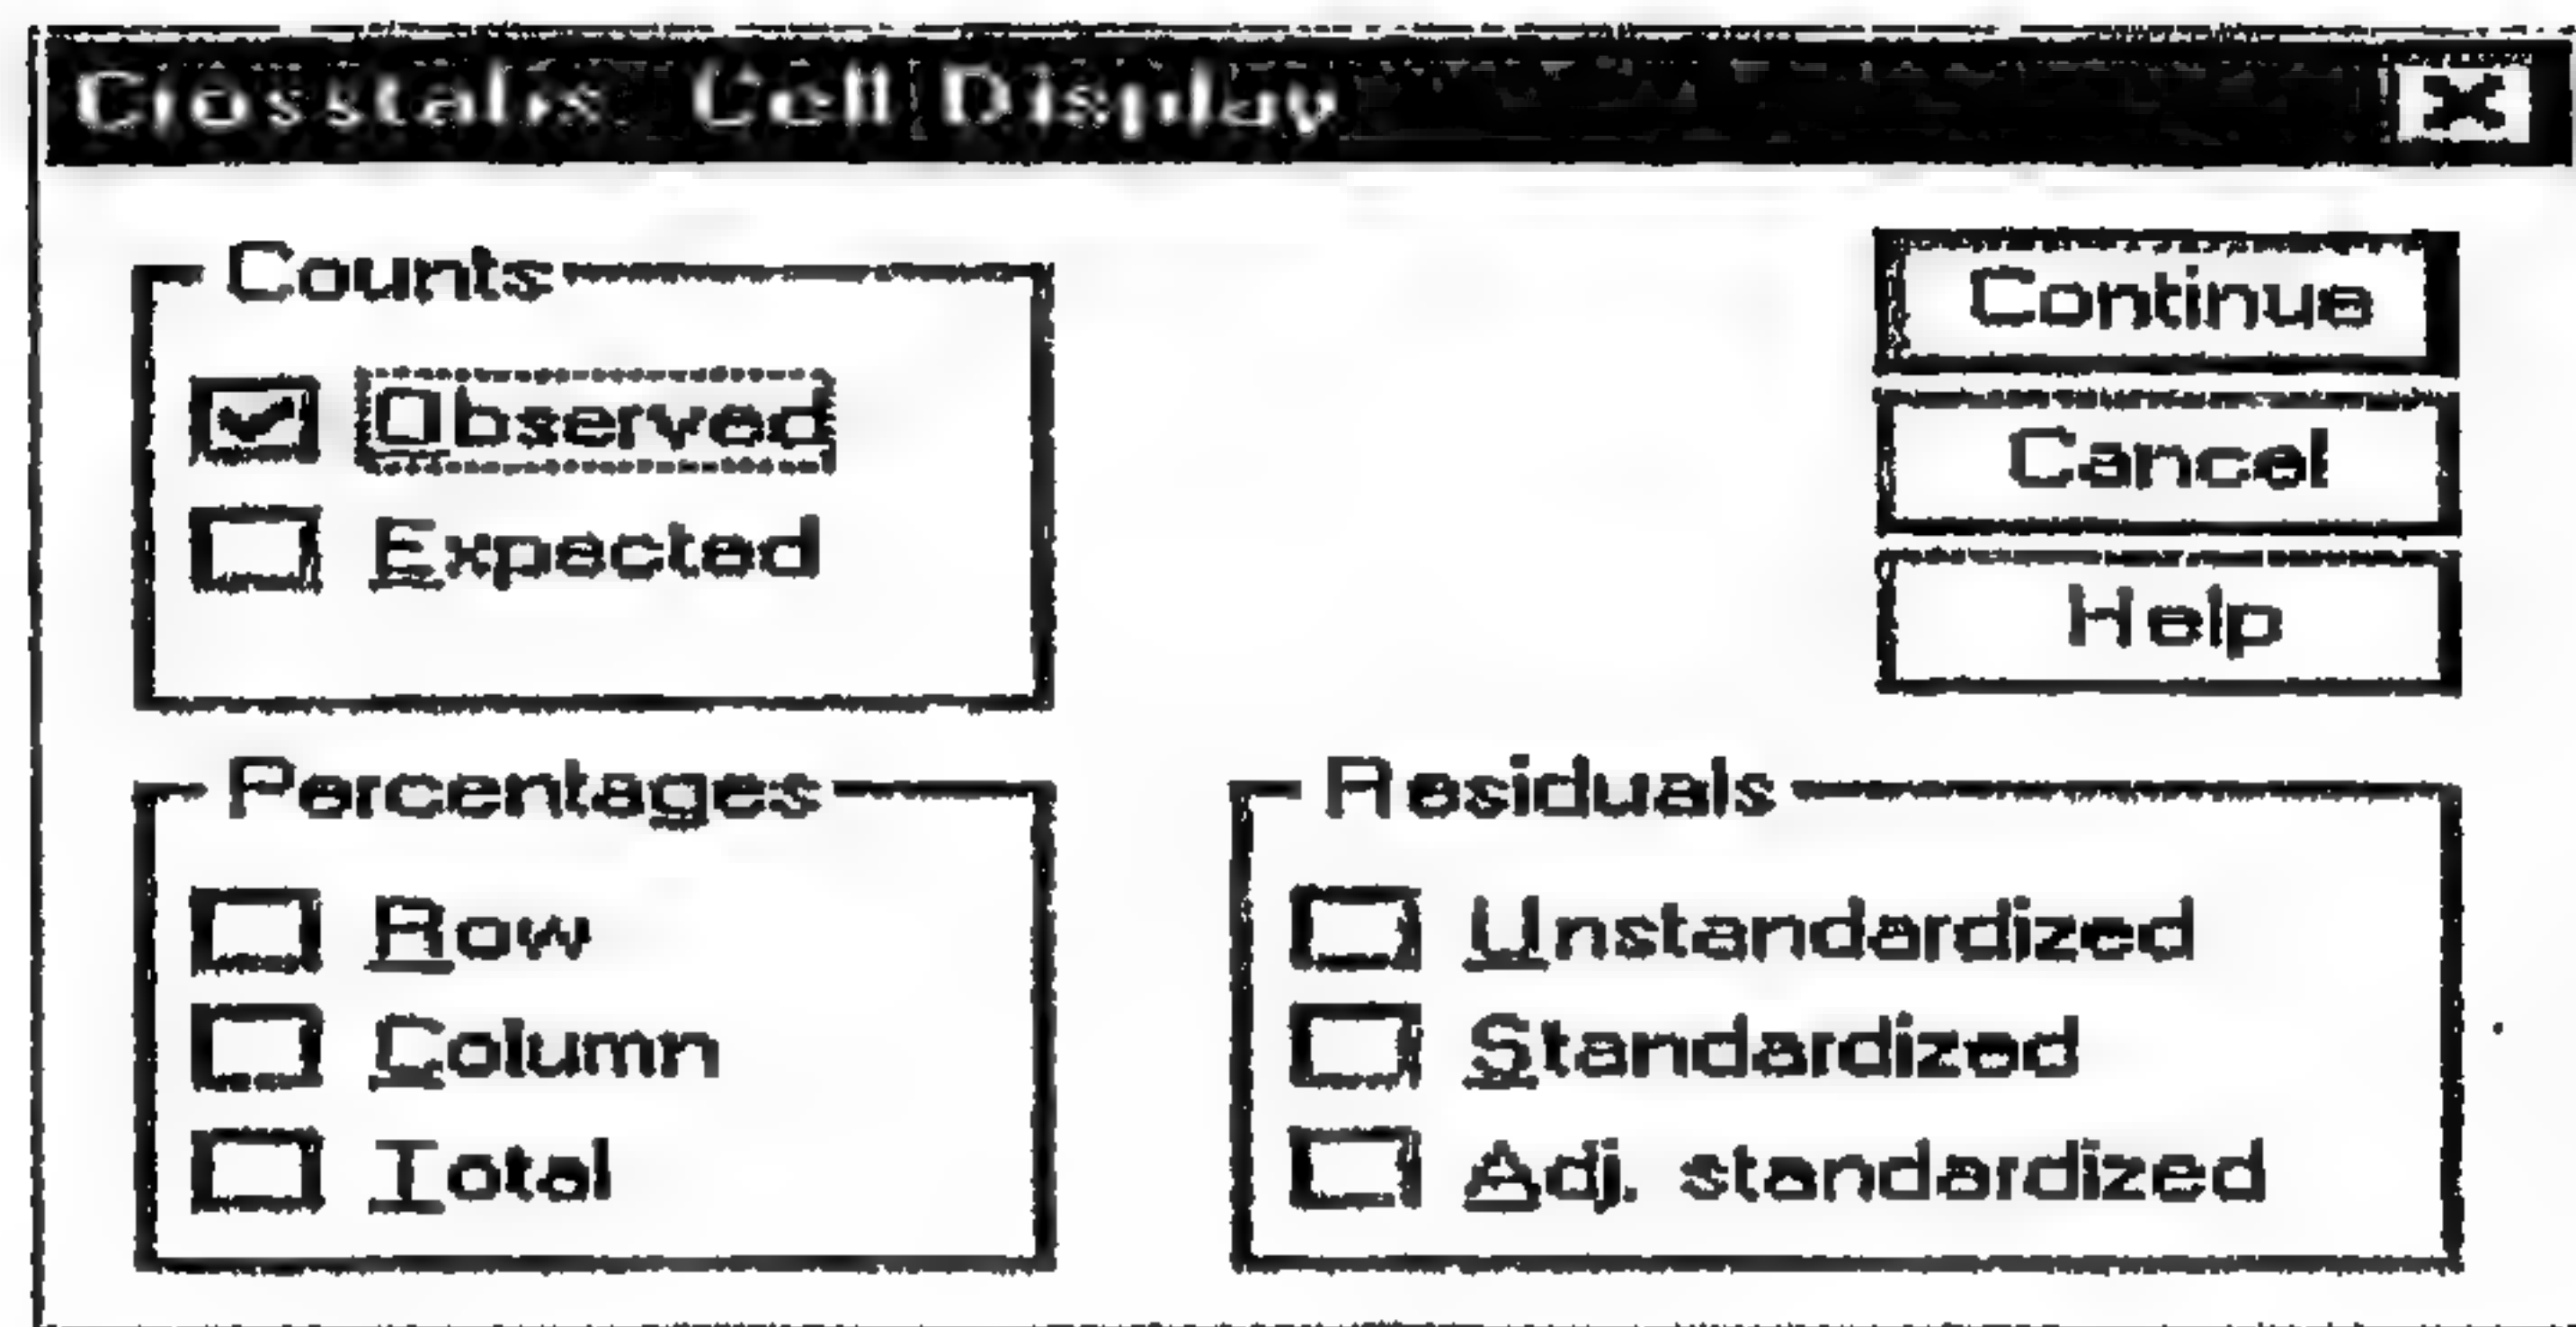 Crosstabs: Cell Display
Counts
Observed
Expected
Continue
Cancel
Help
Percentages
Row
Column
Total
Residuals
Unstandardized
Standardized
Adj. standardized